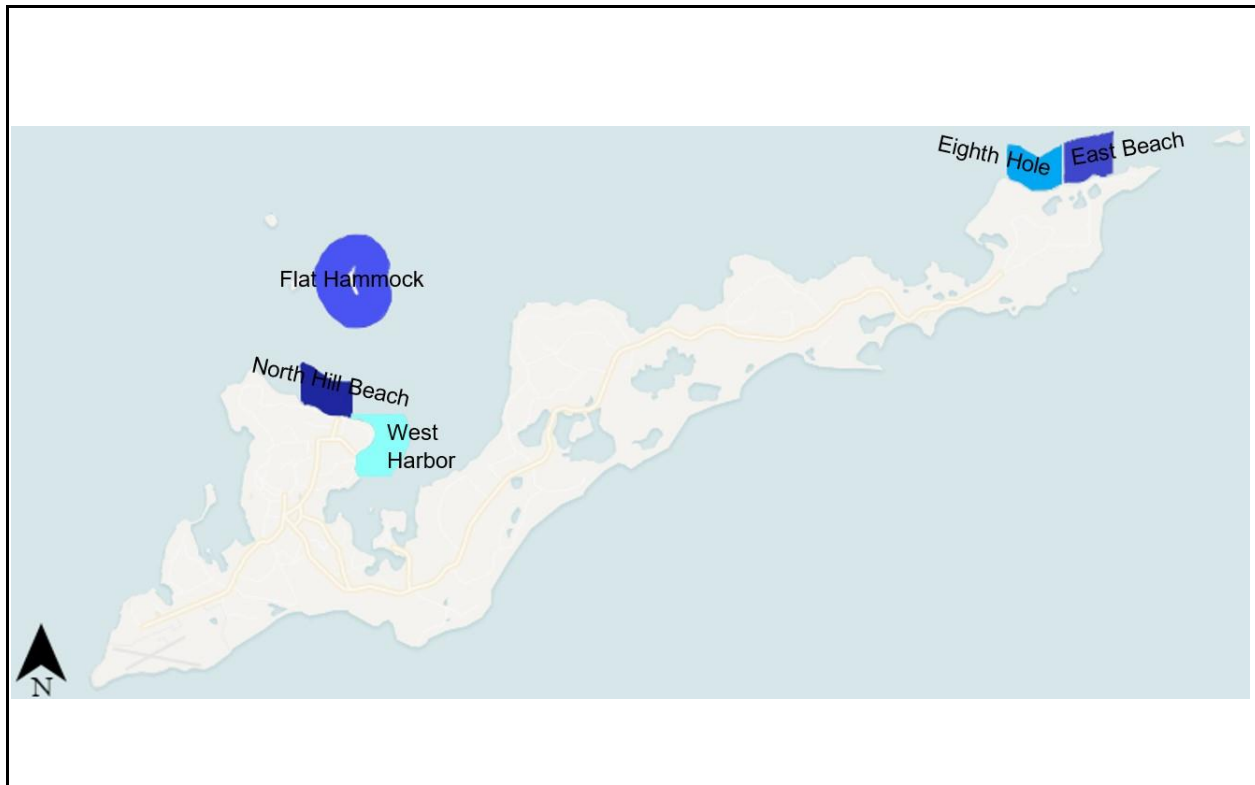 Eighth Hole
East Beach
Flat Hammock
North Hill Beach
West
Harbor
N